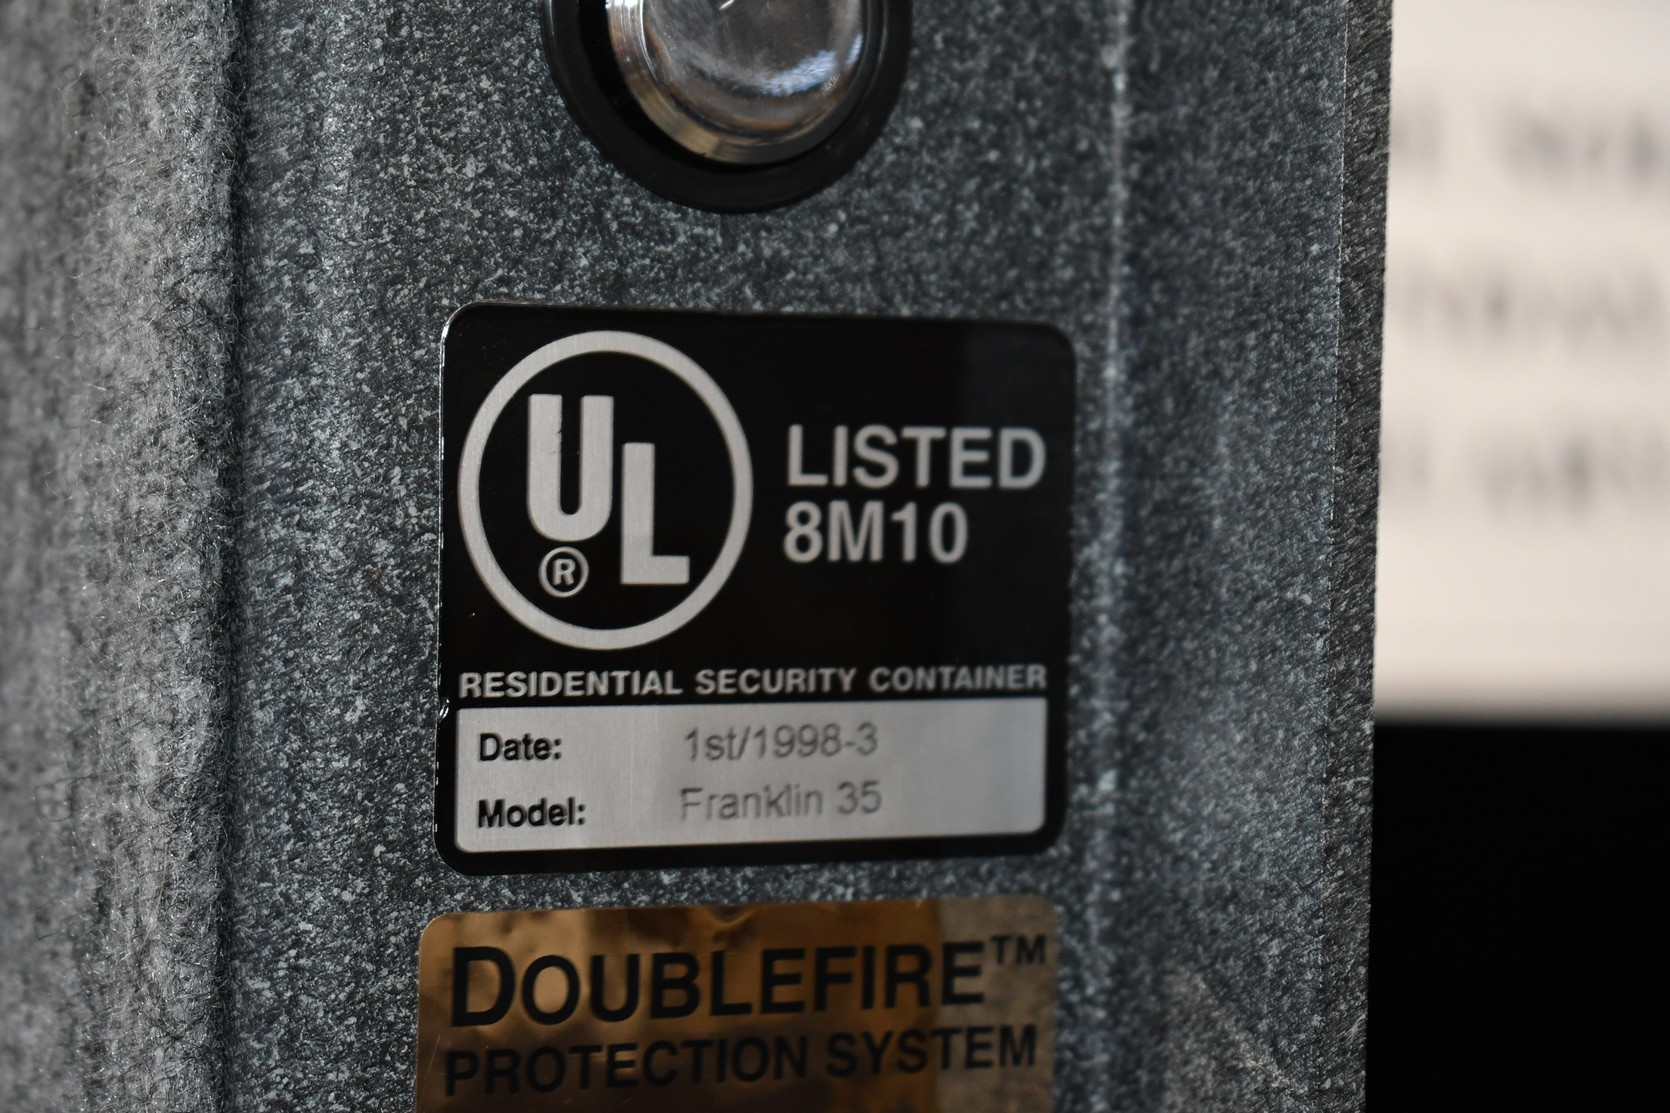 UL
®
LISTED
8M10
RESIDENTIAL SECURITY CONTAINER
Date: 1st/1998-3
Model: Franklin 35
DOUBLEFIRE™
PROTECTION SYSTEM